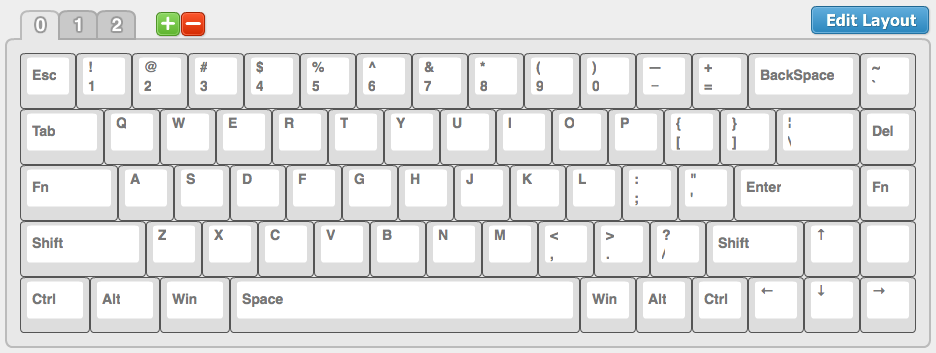 0 1 2 + − Edit Layout
Esc ! @ # $ % ^ & * ( ) — + BackSpace ~
1 2 3 4 5 6 7 8 9 0 - = `
Tab Q W E R T Y U I O P { } ¦ Del
[ ] \
Fn A S D F G H J K L : " Enter Fn
; '
Shift Z X C V B N M < > ? Shift ↑
, . /
Ctrl Alt Win Space Win Alt Ctrl ← ↓ →